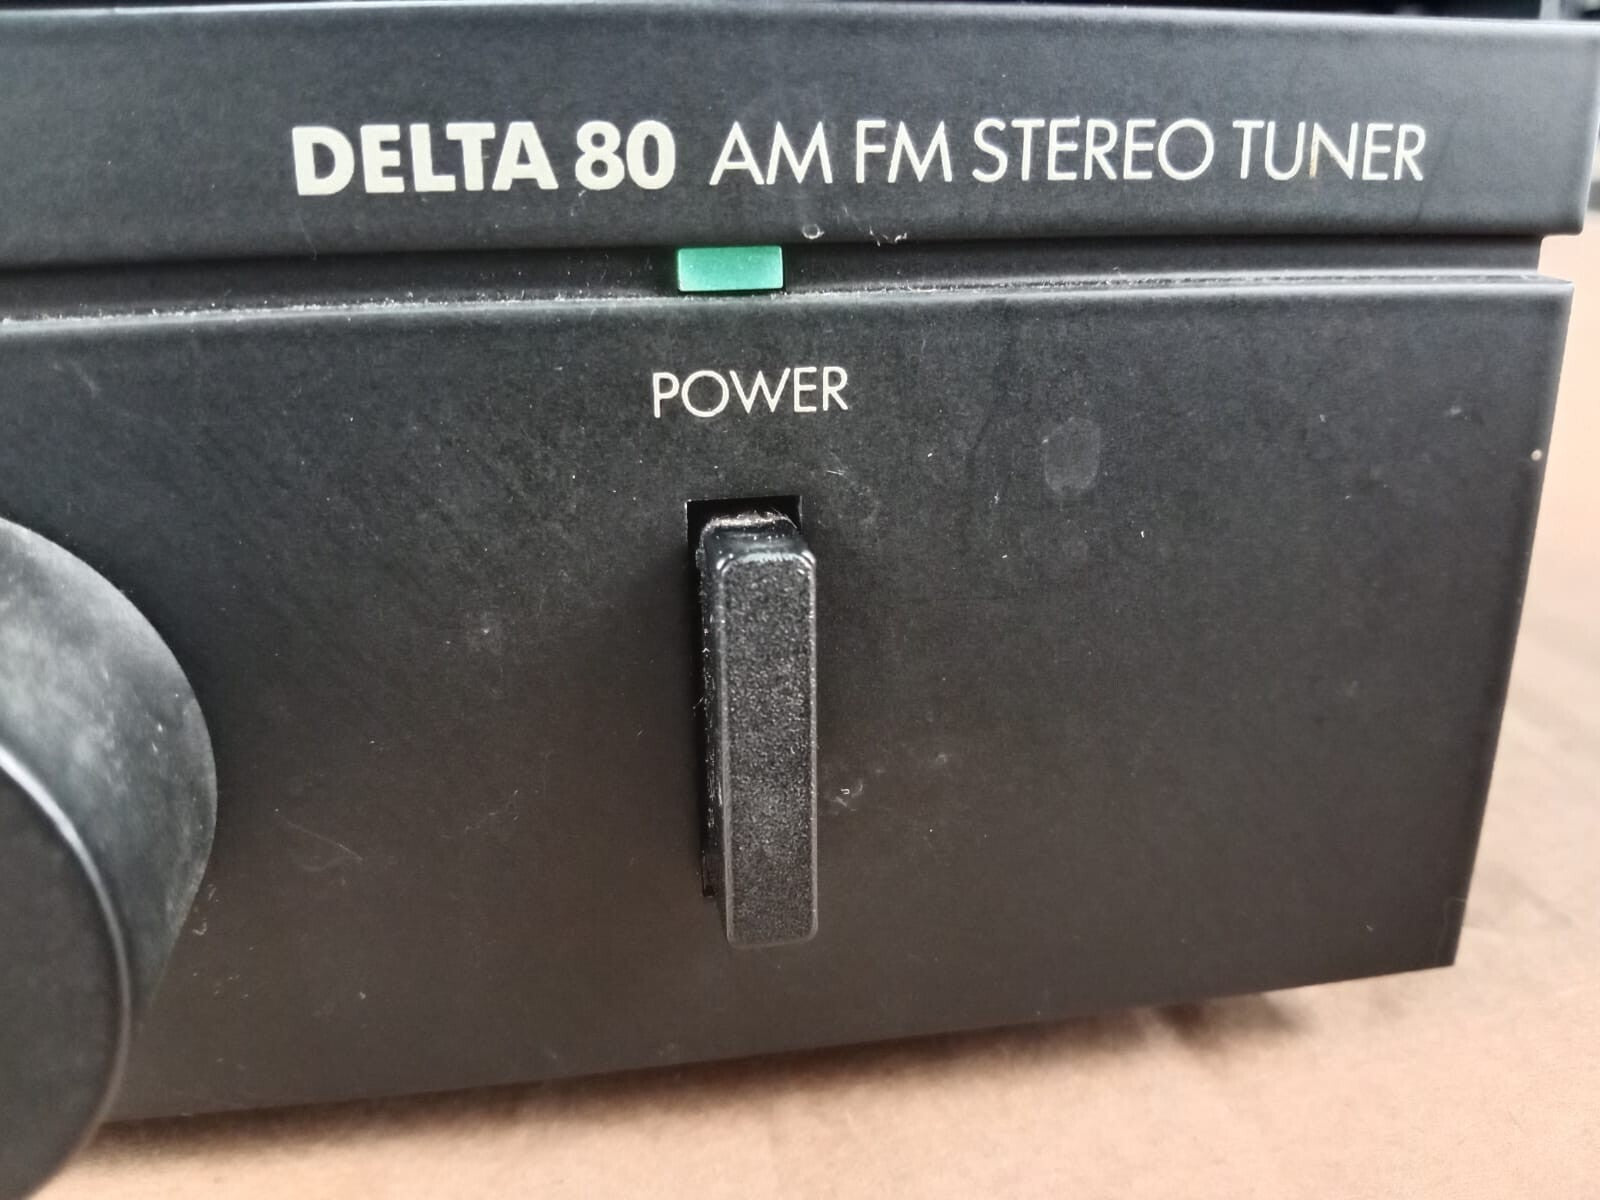 DELTA 80 AM FM STEREO TUNER
POWER